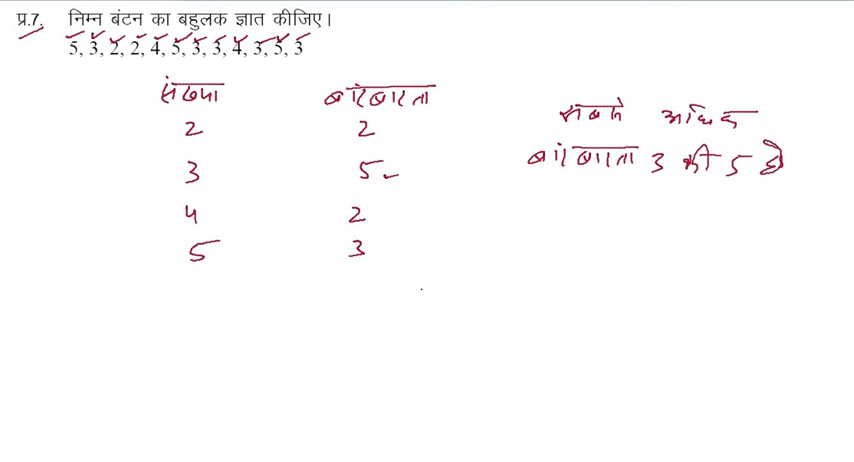 प्र.7. निम्न बंटन का बहुलक ज्ञात कीजिए।
5, 3, 2, 2, 4, 5, 3, 3, 4, 3, 5, 3
संख्या बारंबारता
2 2
3 5
4 2
5 3
सबसे अधिक
बारंबारता 3 की 5 है